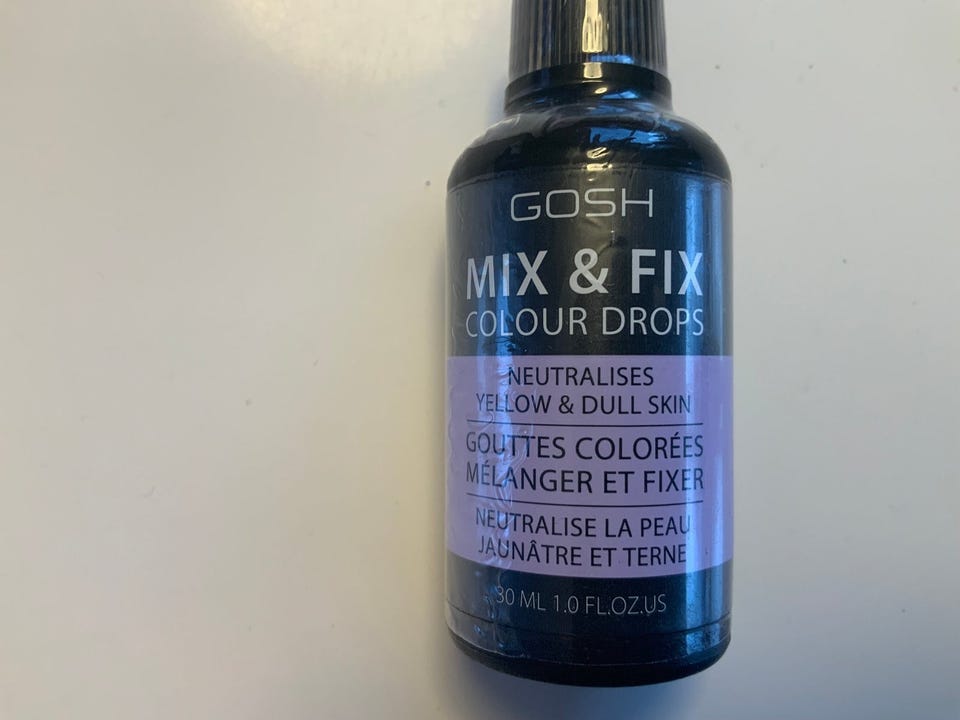 GOSH
MIX & FIX
COLOUR DROPS
NEUTRALISES
YELLOW & DULL SKIN
GOUTTES COLORÉES
MÉLANGER ET FIXER
NEUTRALISE LA PEAU
JAUNÂTRE ET TERNE
30 ML 1.0 FL.OZ.US